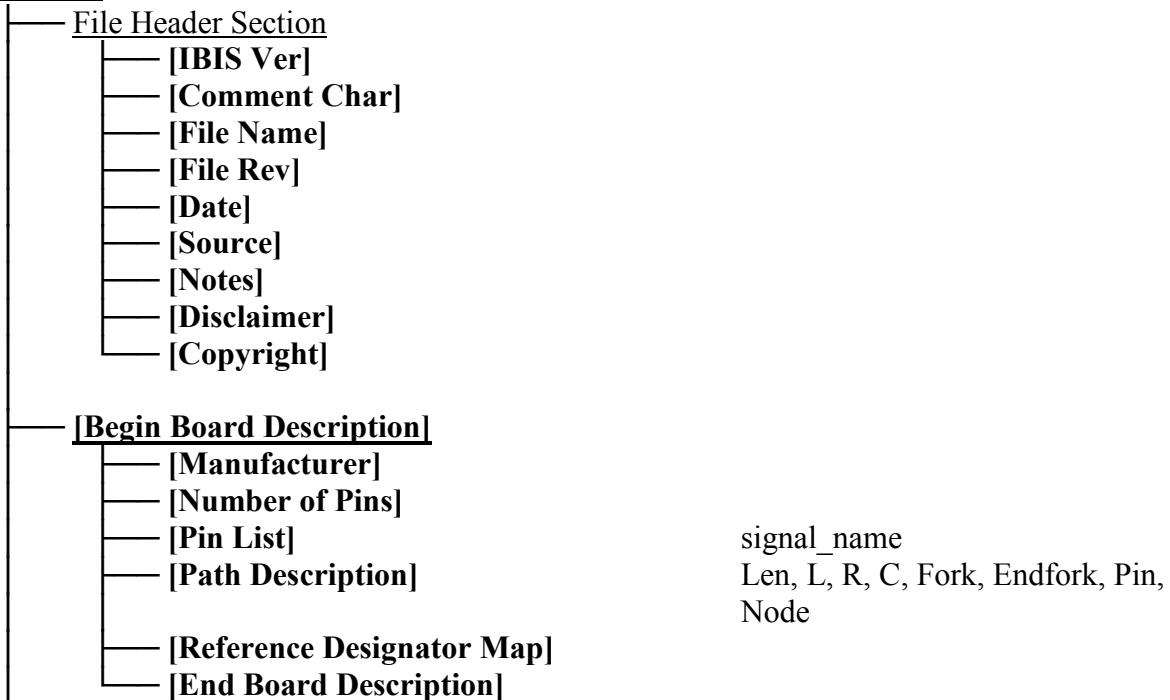 File Header Section
[IBIS Ver]
[Comment Char]
[File Name]
[File Rev]
[Date]
[Source]
[Notes]
[Disclaimer]
[Copyright]
[Begin Board Description]
[Manufacturer]
[Number of Pins]
[Pin List] signal_name
[Path Description] Len, L, R, C, Fork, Endfork, Pin,
Node
[Reference Designator Map]
[End Board Description]